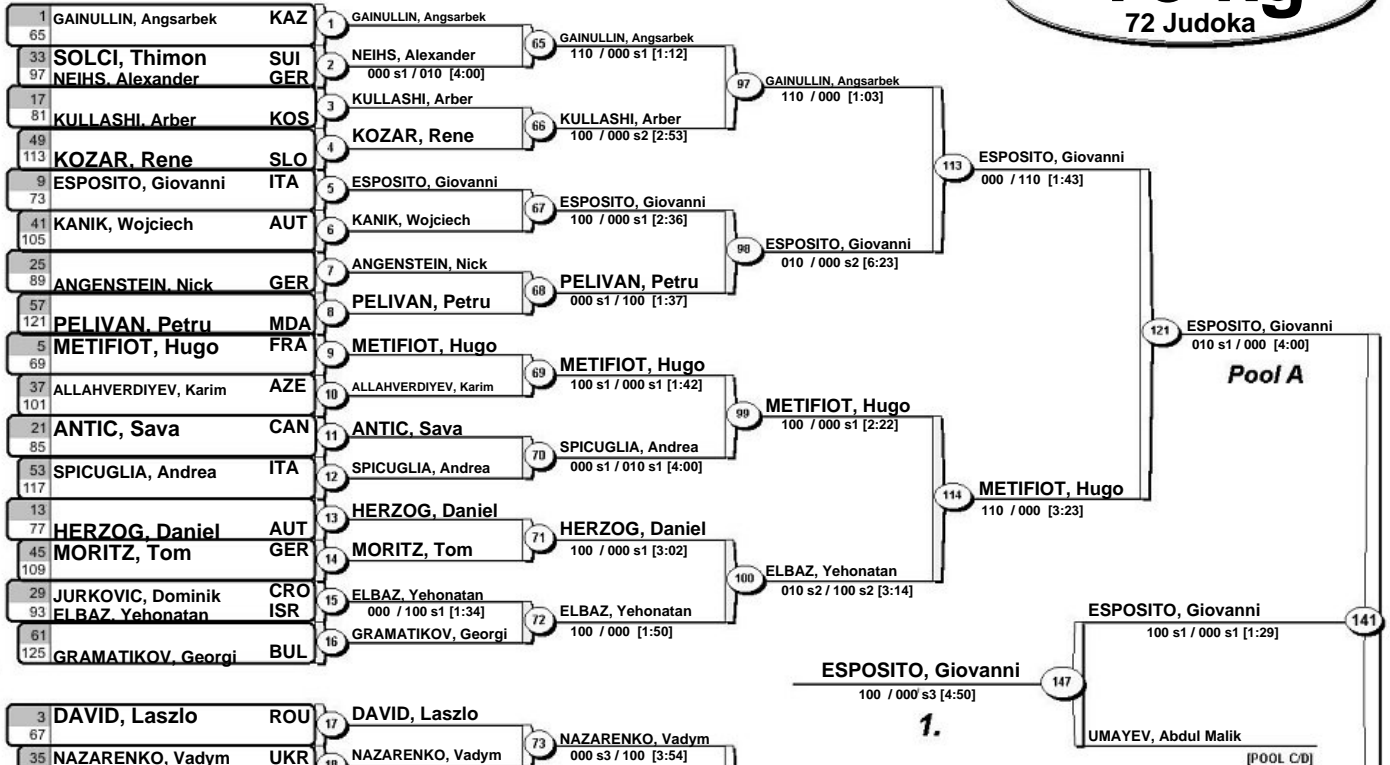 72 Judoka
1 GAINULLIN, Angsarbek KAZ
65
33 SOLCI, Thimon SUI
97 NEIHS, Alexander GER
17
81 KULLASHI, Arber KOS
49
113 KOZAR, Rene SLO
9 ESPOSITO, Giovanni ITA
73
41 KANIK, Wojciech AUT
105
25
89 ANGENSTEIN, Nick GER
57
121 PELIVAN, Petru MDA
5 METIFIOT, Hugo FRA
69
37 ALLAHVERDIYEV, Karim AZE
101
21 ANTIC, Sava CAN
85
53 SPICUGLIA, Andrea ITA
117
13
77 HERZOG, Daniel AUT
45 MORITZ, Tom GER
109
29 JURKOVIC, Dominik CRO
93 ELBAZ, Yehonatan ISR
61
125 GRAMATIKOV, Georgi BUL
3 DAVID, Laszlo ROU
67
35 NAZARENKO, Vadym UKR
1 GAINULLIN, Angsarbek
2 NEIHS, Alexander
000 s1 / 010 [4:00]
3 KULLASHI, Arber
4 KOZAR, Rene
5 ESPOSITO, Giovanni
6 KANIK, Wojciech
7 ANGENSTEIN, Nick
8 PELIVAN, Petru
9 METIFIOT, Hugo
10 ALLAHVERDIYEV, Karim
11 ANTIC, Sava
12 SPICUGLIA, Andrea
13 HERZOG, Daniel
14 MORITZ, Tom
15 ELBAZ, Yehonatan
000 / 100 s1 [1:34]
16 GRAMATIKOV, Georgi
17 DAVID, Laszlo
18 NAZARENKO, Vadym
65 GAINULLIN, Angsarbek
110 / 000 s1 [1:12]
66 KULLASHI, Arber
100 / 000 s2 [2:53]
67 ESPOSITO, Giovanni
100 / 000 s1 [2:36]
68 PELIVAN, Petru
000 s1 / 100 [1:37]
69 METIFIOT, Hugo
100 s1 / 000 s1 [1:42]
70 SPICUGLIA, Andrea
000 s1 / 010 s1 [4:00]
71 HERZOG, Daniel
100 / 000 s1 [3:02]
72 ELBAZ, Yehonatan
100 / 000 [1:50]
73 NAZARENKO, Vadym
000 s3 / 100 [3:54]
97 GAINULLIN, Angsarbek
110 / 000 [1:03]
98 ESPOSITO, Giovanni
010 / 000 s2 [6:23]
99 METIFIOT, Hugo
100 / 000 s1 [2:22]
100 ELBAZ, Yehonatan
010 s2 / 100 s2 [3:14]
113 ESPOSITO, Giovanni
000 / 110 [1:43]
114 METIFIOT, Hugo
110 / 000 [3:23]
121 ESPOSITO, Giovanni
010 s1 / 000 [4:00]
Pool A
ESPOSITO, Giovanni 141
100 s1 / 000 s1 [1:29]
ESPOSITO, Giovanni 147
100 / 000 s3 [4:50]
1.
UMAYEV, Abdul Malik
[POOL C/D]